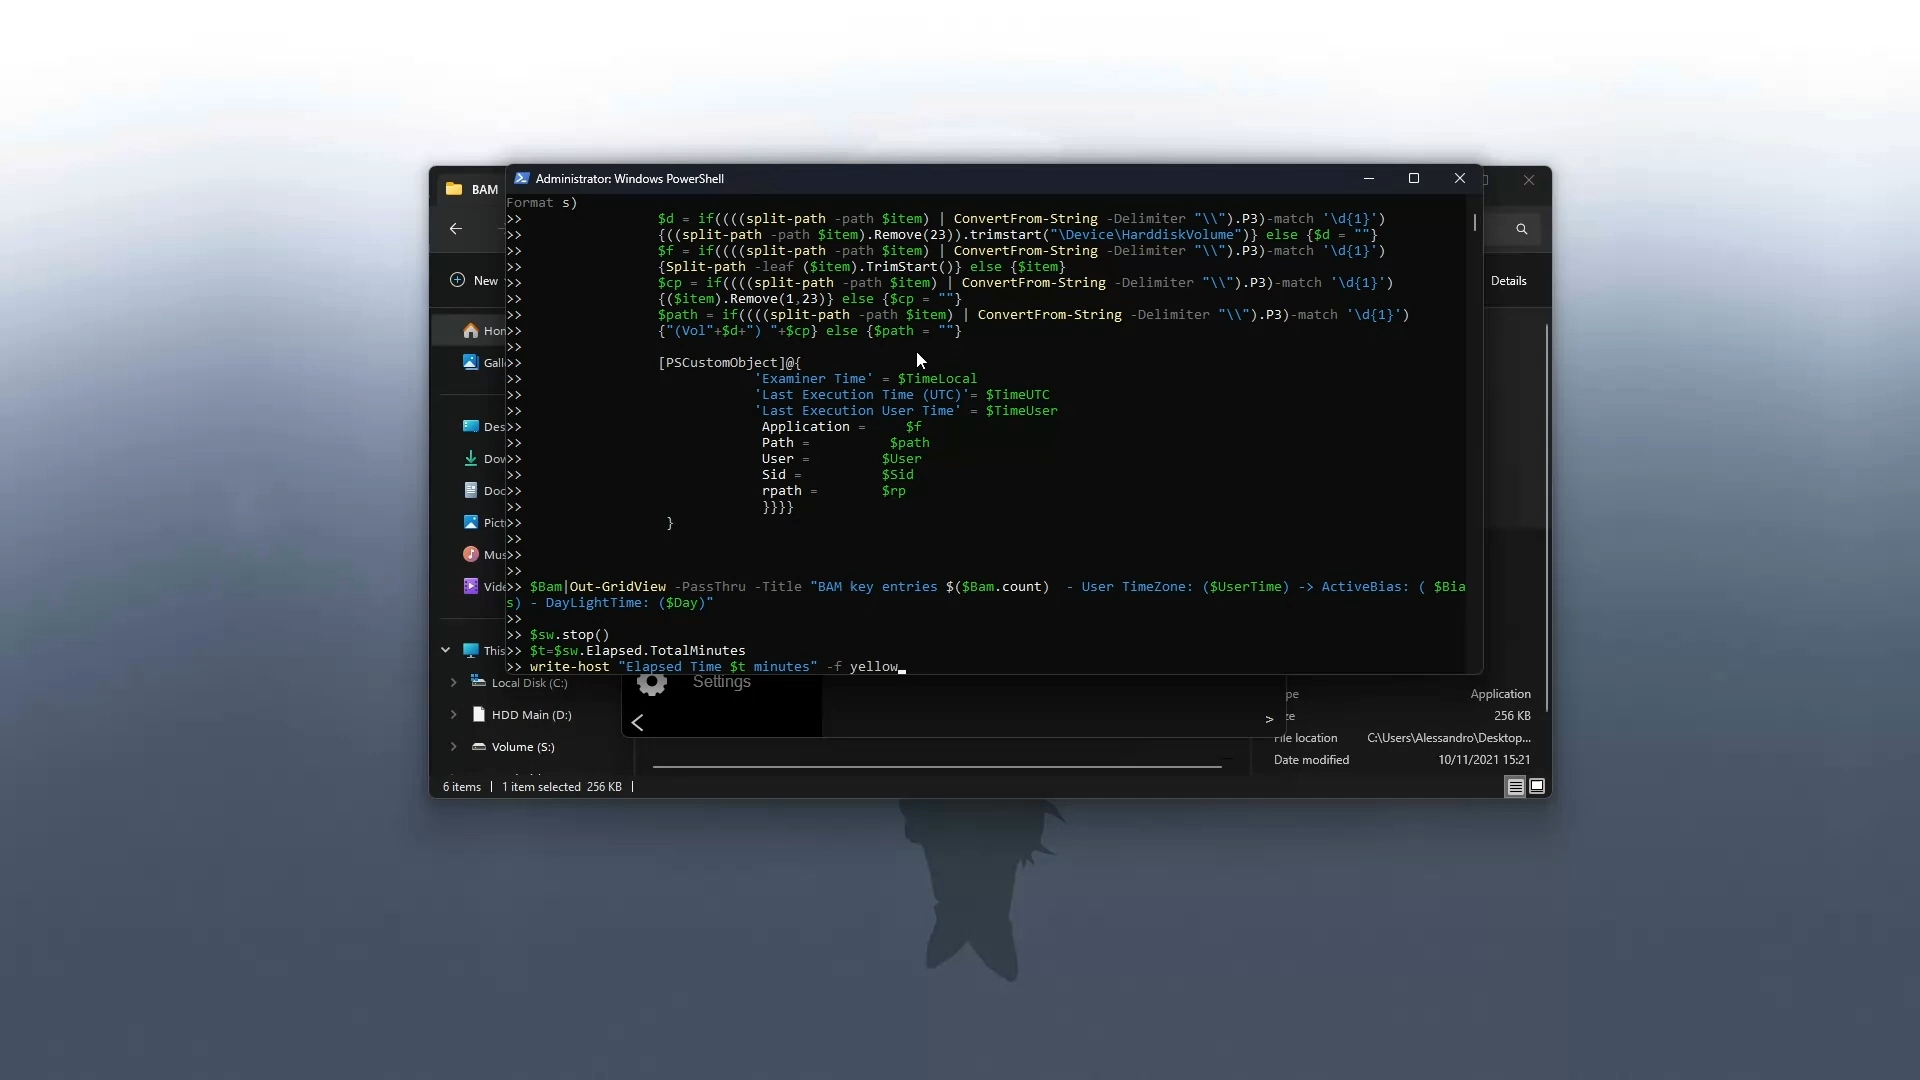 BAM
Administrator: Windows PowerShell
Format s)
>> $d = if((((split-path -path $item) | ConvertFrom-String -Delimiter "\\").P3)-match '\d{1}')
>> {((split-path -path $item).Remove(23)).trimstart("\Device\HarddiskVolume")} else {$d = ""}
>> $f = if((((split-path -path $item) | ConvertFrom-String -Delimiter "\\").P3)-match '\d{1}')
>> {Split-path -leaf ($item).TrimStart()} else {$item}
>> $cp = if((((split-path -path $item) | ConvertFrom-String -Delimiter "\\").P3)-match '\d{1}')
>> {($item).Remove(1,23)} else {$cp = ""}
>> $path = if((((split-path -path $item) | ConvertFrom-String -Delimiter "\\").P3)-match '\d{1}')
>> {"(Vol"+$d+") "+$cp} else {$path = ""}
>>
>> [PSCustomObject]@{
>> 'Examiner Time' = $TimeLocal
>> 'Last Execution Time (UTC)'= $TimeUTC
>> 'Last Execution User Time' = $TimeUser
>> Application = $f
>> Path = $path
>> User = $User
>> Sid = $Sid
>> rpath = $rp
>> }}}}
>> }
>>
>>
>>
>> $Bam|Out-GridView -PassThru -Title "BAM key entries $($Bam.count)  - User TimeZone: ($UserTime) -> ActiveBias: ( $Bia
s) - DayLightTime: ($Day)"
>>
>> $sw.stop()
>> $t=$sw.Elapsed.TotalMinutes
>> write-host "Elapsed Time $t minutes" -f yellow_
New
Details
Hon
Gall
Des
Dow
Doc
Pict
Mus
Vide
This
Local Disk (C:)
HDD Main (D:)
Volume (S:)
Settings
pe Application
ze 256 KB
File location C:\Users\Alessandro\Desktop...
Date modified 10/11/2021 15:21
6 items | 1 item selected 256 KB |